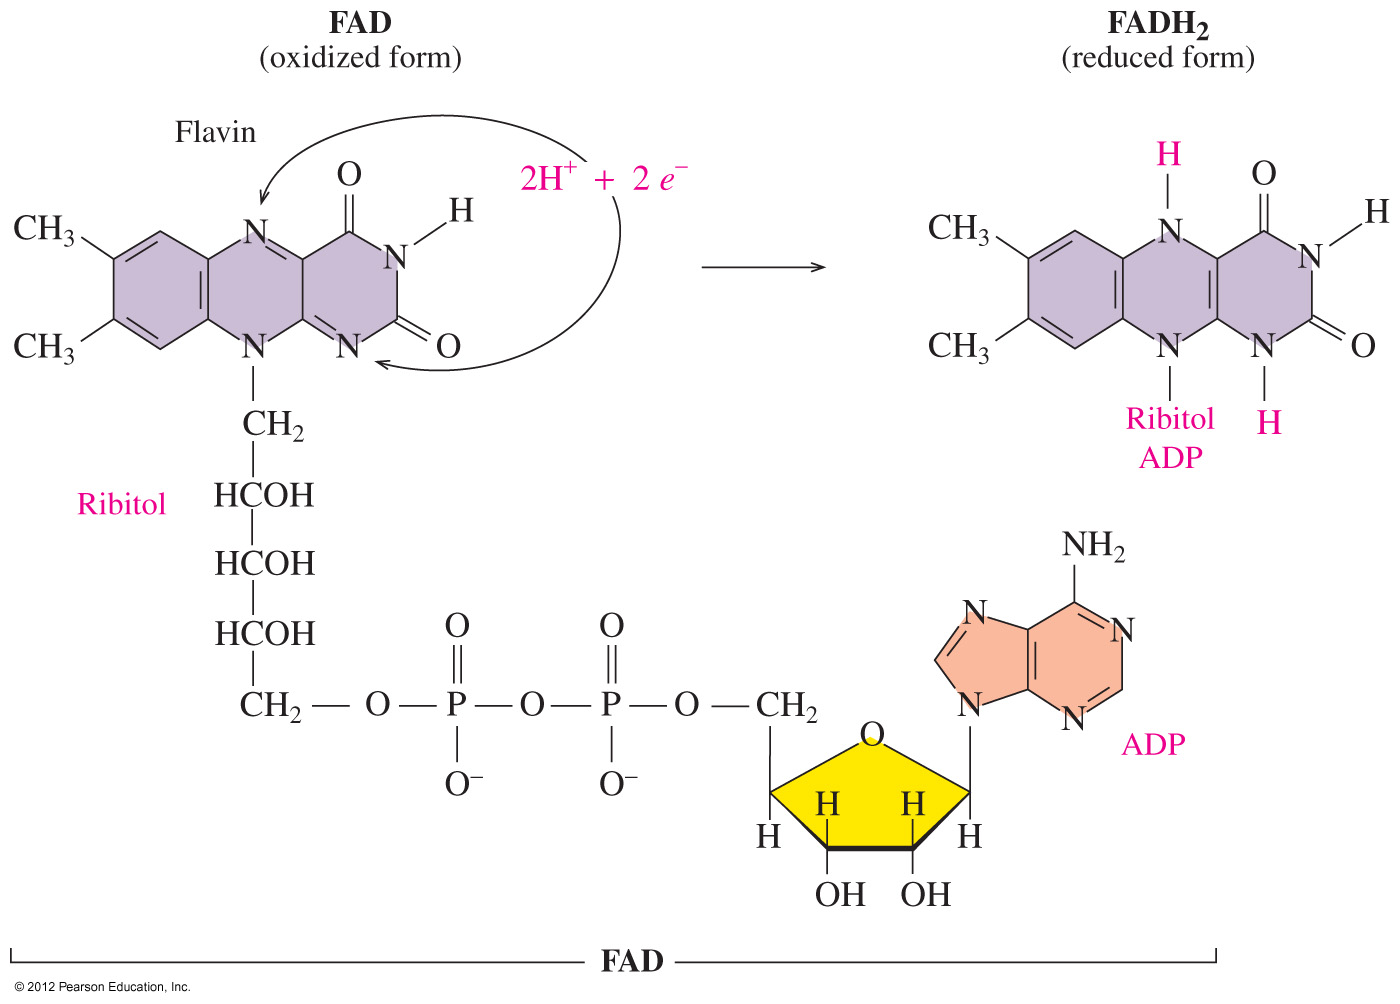 FAD
(oxidized form)
FADH₂
(reduced form)
Flavin
2H⁺ + 2 e⁻
O
H
CH₃
N
N
CH₃
N
N
O
H
O
H
CH₃
N
N
CH₃
N
N
O
CH₂
Ribitol
ADP
H
Ribitol
HCOH
HCOH
HCOH
NH₂
O
O
N
N
CH₂ — O — P — O — P — O — CH₂
N
N
ADP
O⁻
O⁻
O
H
H
H
H
OH
OH
FAD
© 2012 Pearson Education, Inc.